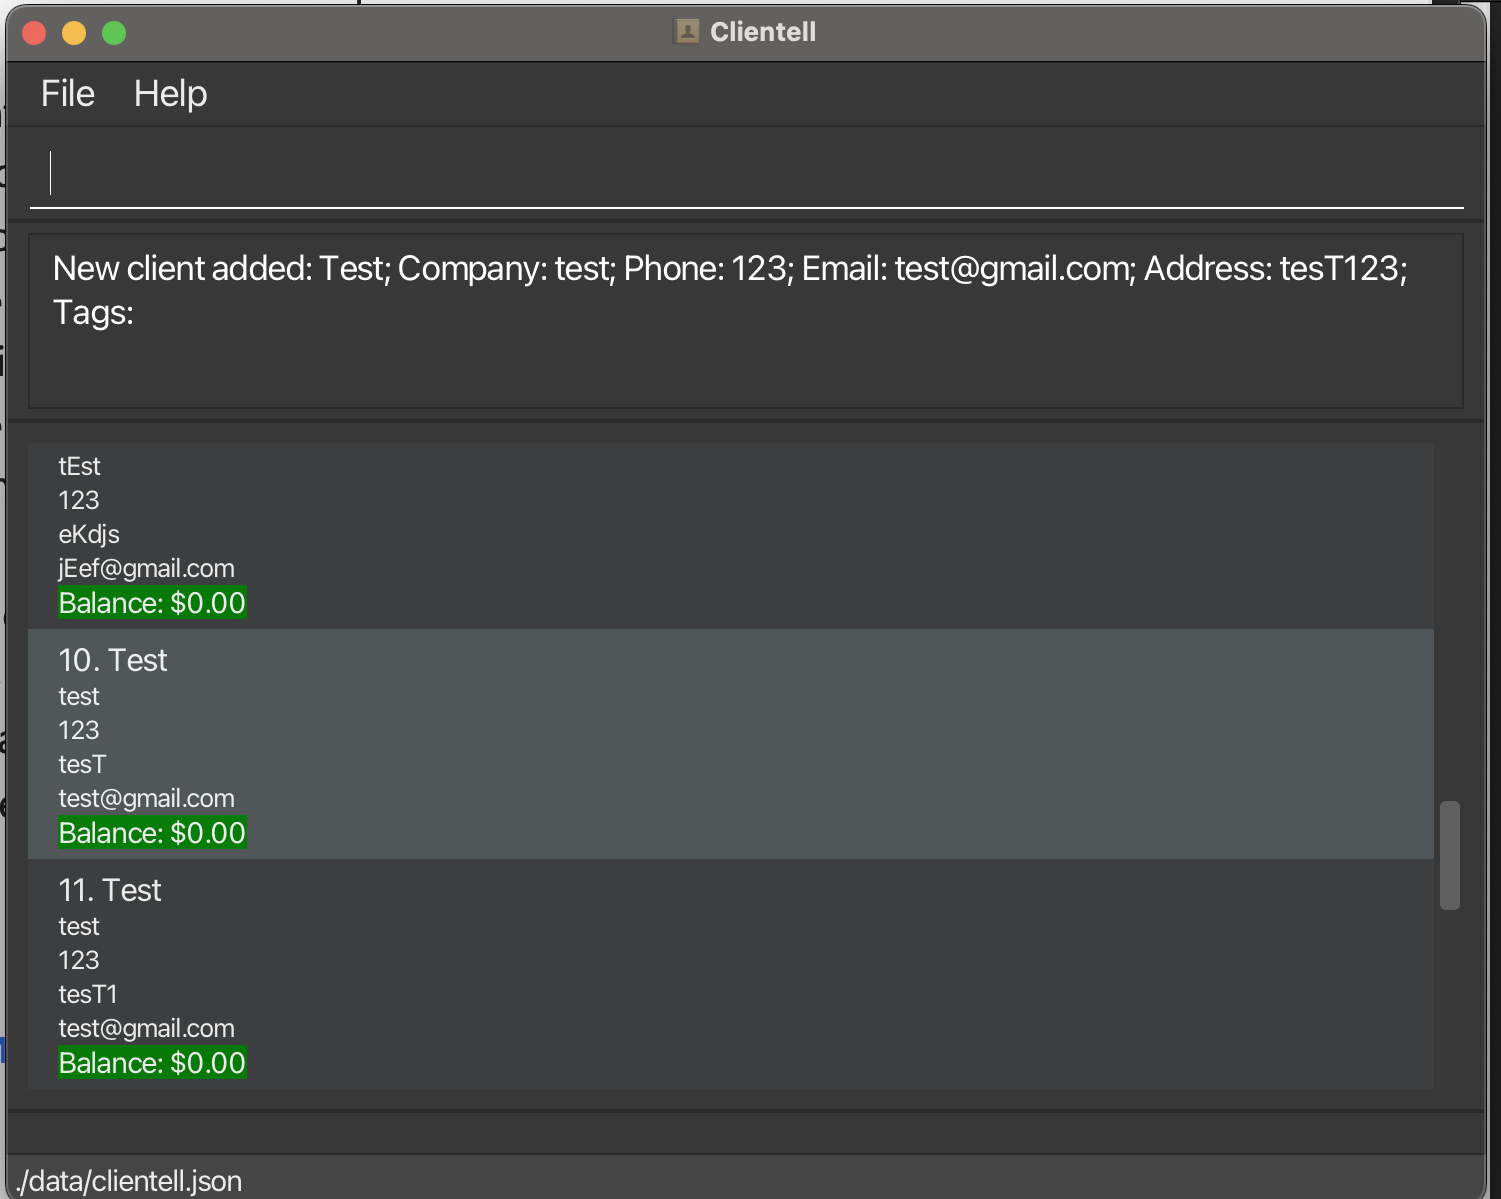 Clientell
File Help
New client added: Test; Company: test; Phone: 123; Email: test@gmail.com; Address: tesT123;
Tags:
tEst
123
eKdjs
jEef@gmail.com
Balance: $0.00
10. Test
test
123
tesT
test@gmail.com
Balance: $0.00
11. Test
test
123
tesT1
test@gmail.com
Balance: $0.00
./data/clientell.json